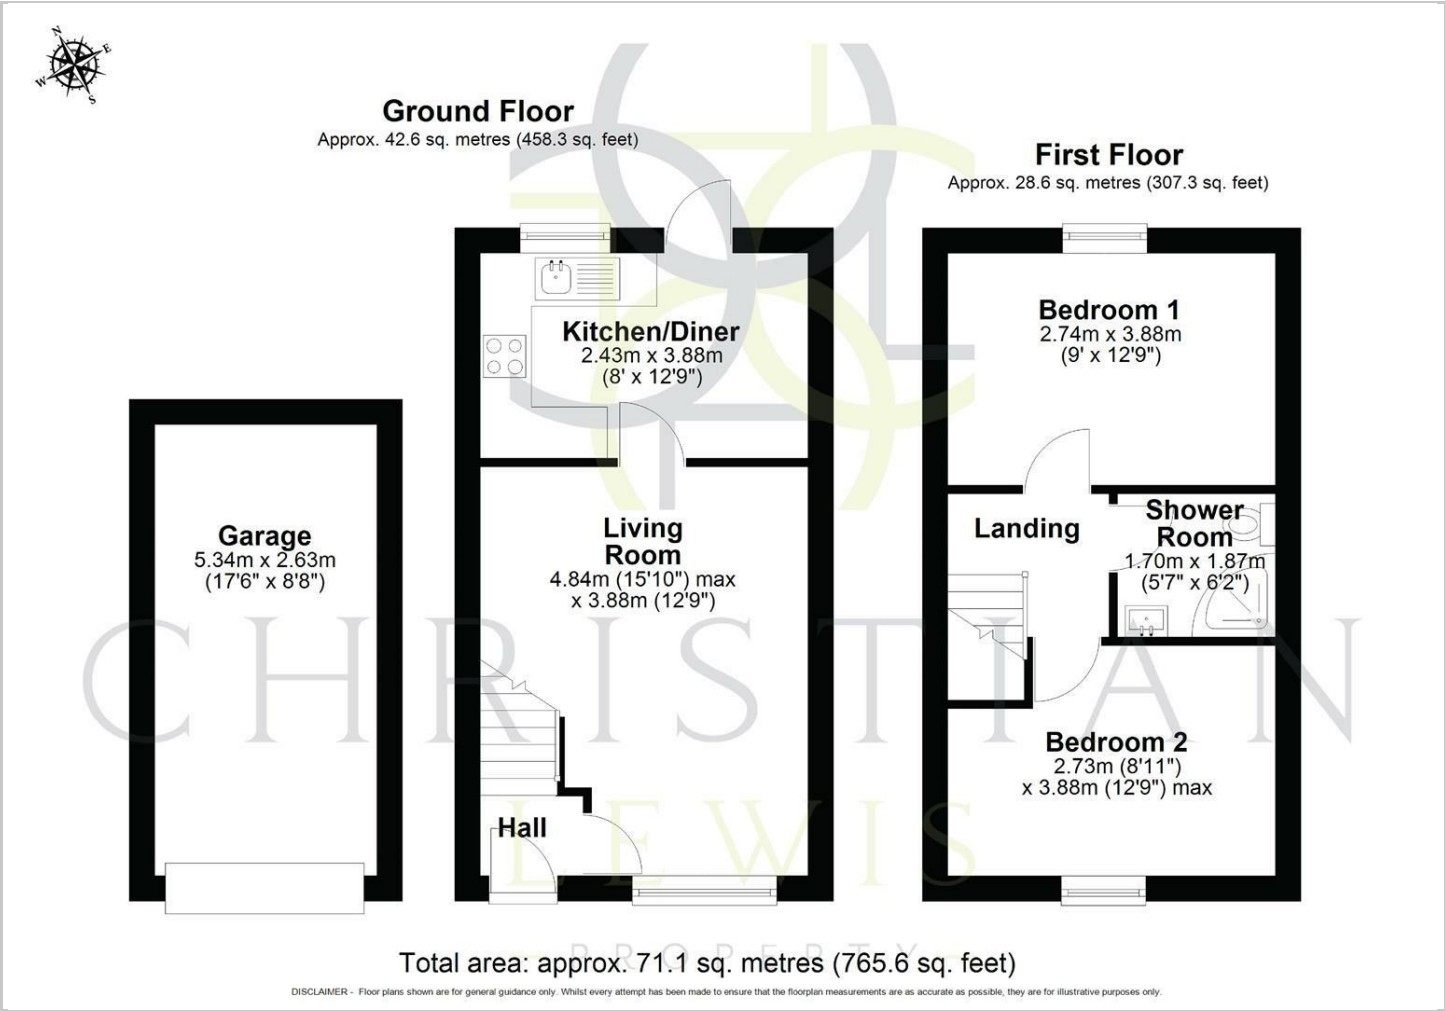 N
E
W
S
Ground Floor
Approx. 42.6 sq. metres (458.3 sq. feet)
First Floor
Approx. 28.6 sq. metres (307.3 sq. feet)
Kitchen/Diner
2.43m x 3.88m
(8' x 12'9")
Bedroom 1
2.74m x 3.88m
(9' x 12'9")
Garage
5.34m x 2.63m
(17'6" x 8'8")
Living
Room
4.84m (15'10") max
x 3.88m (12'9")
Landing
Shower
Room
1.70m x 1.87m
(5'7" x 6'2")
Bedroom 2
2.73m (8'11")
x 3.88m (12'9") max
Hall
CHRISTIAN
LEWIS
PROPERTY
Total area: approx. 71.1 sq. metres (765.6 sq. feet)
DISCLAIMER - Floor plans shown are for general guidance only. Whilst every attempt has been made to ensure that the floorplan measurements are as accurate as possible, they are for illustrative purposes only.